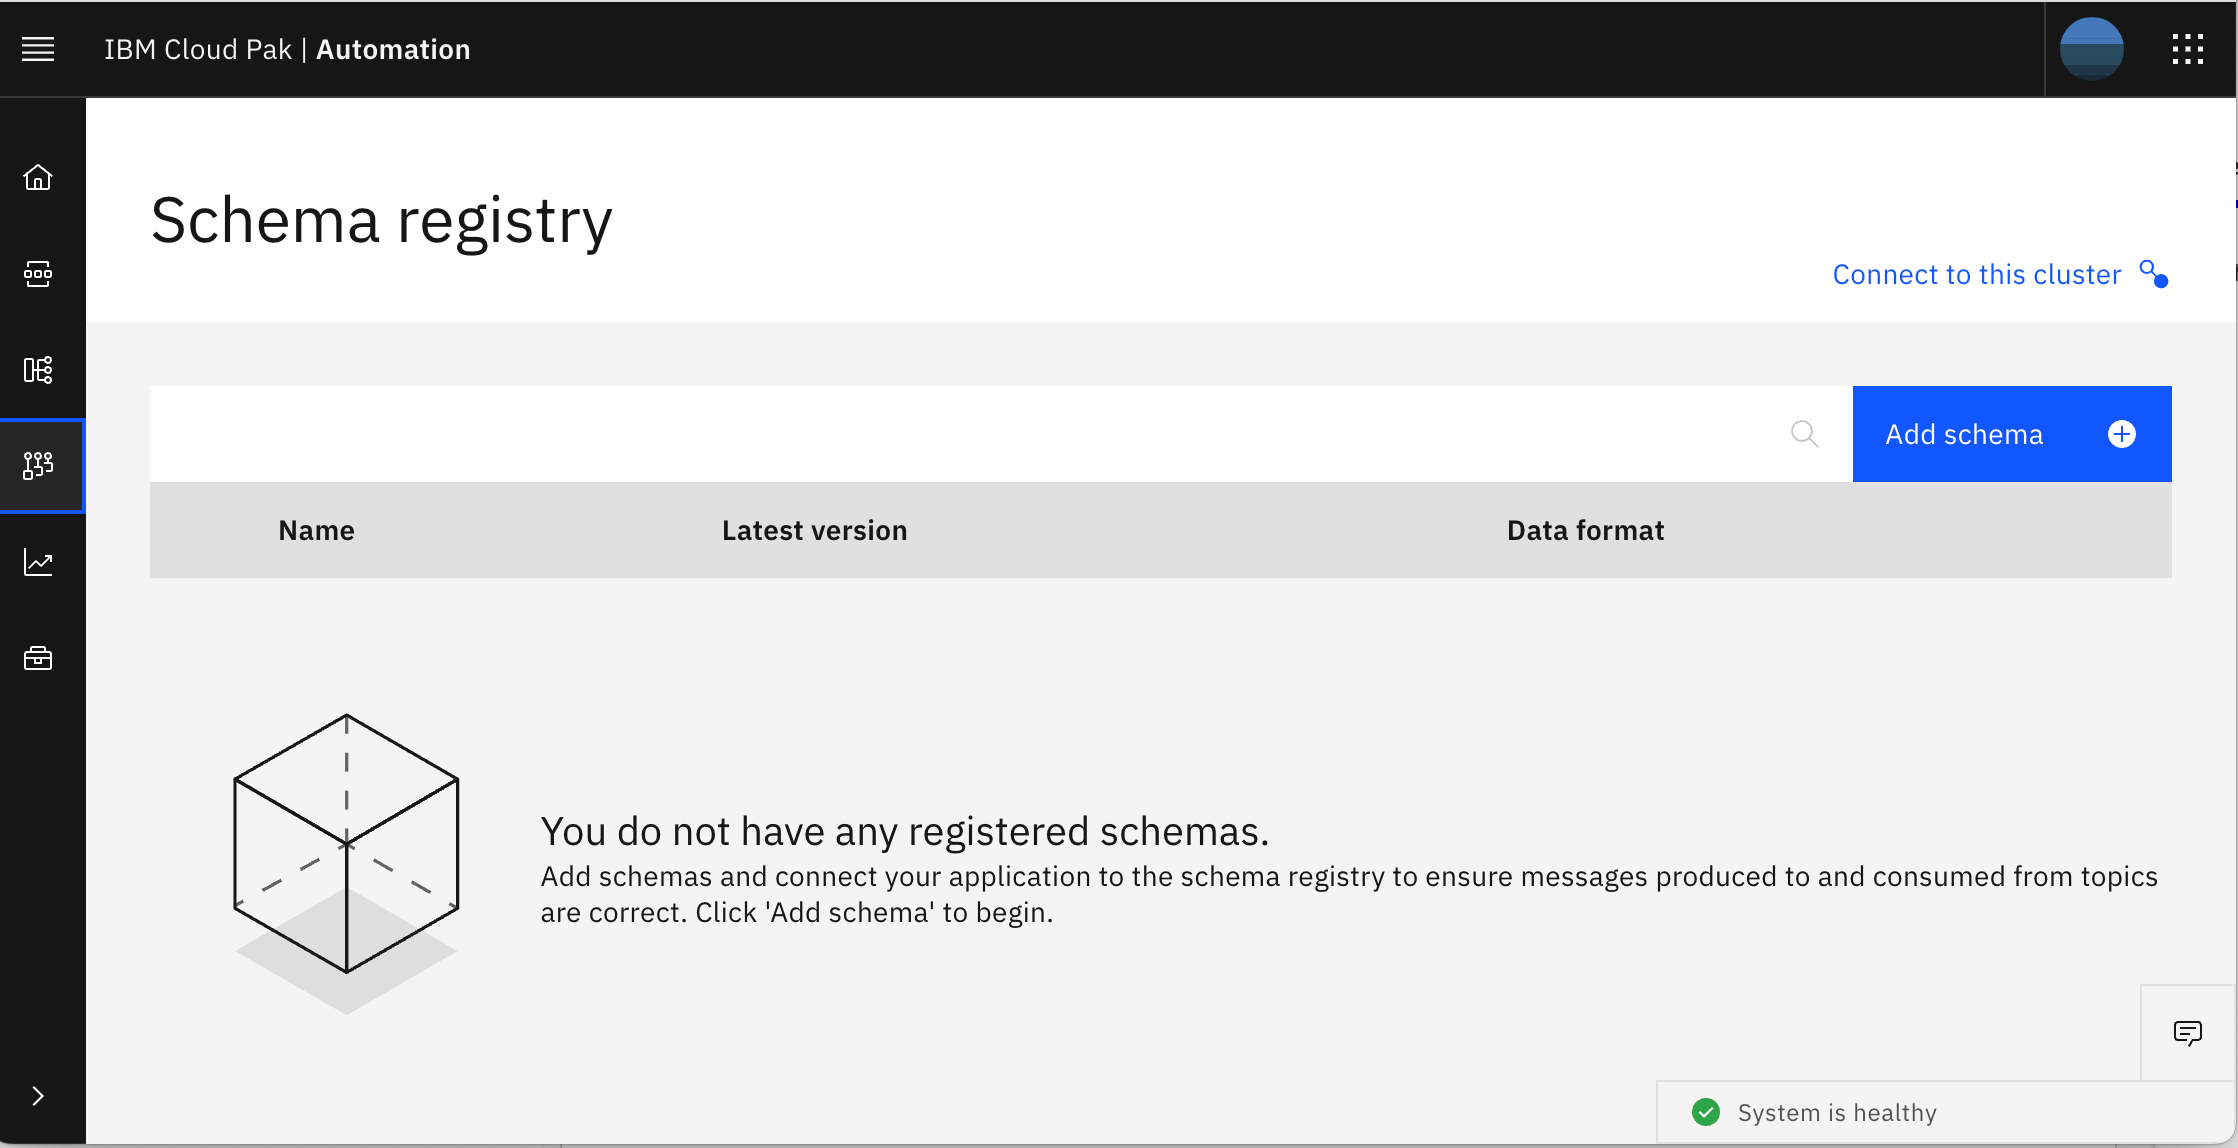 IBM Cloud Pak | Automation
Schema registry
Connect to this cluster
Add schema
Name Latest version Data format
You do not have any registered schemas.
Add schemas and connect your application to the schema registry to ensure messages produced to and consumed from topics
are correct. Click 'Add schema' to begin.
System is healthy